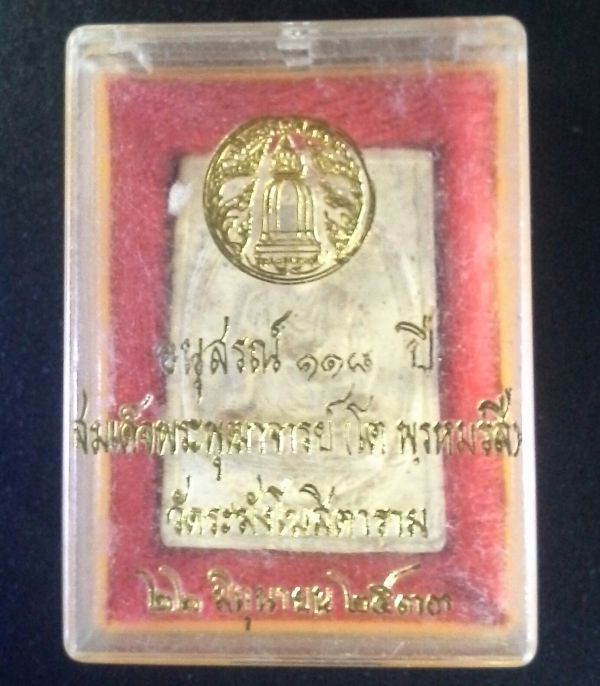 อนุสรณ์ ๑๑๘ ปี
สมเด็จพระพุฒาจารย์ (โต พฺรหฺมรํสี)
วัดระฆังโฆสิตาราม
๒๒ มิถุนายน ๒๕๓๓